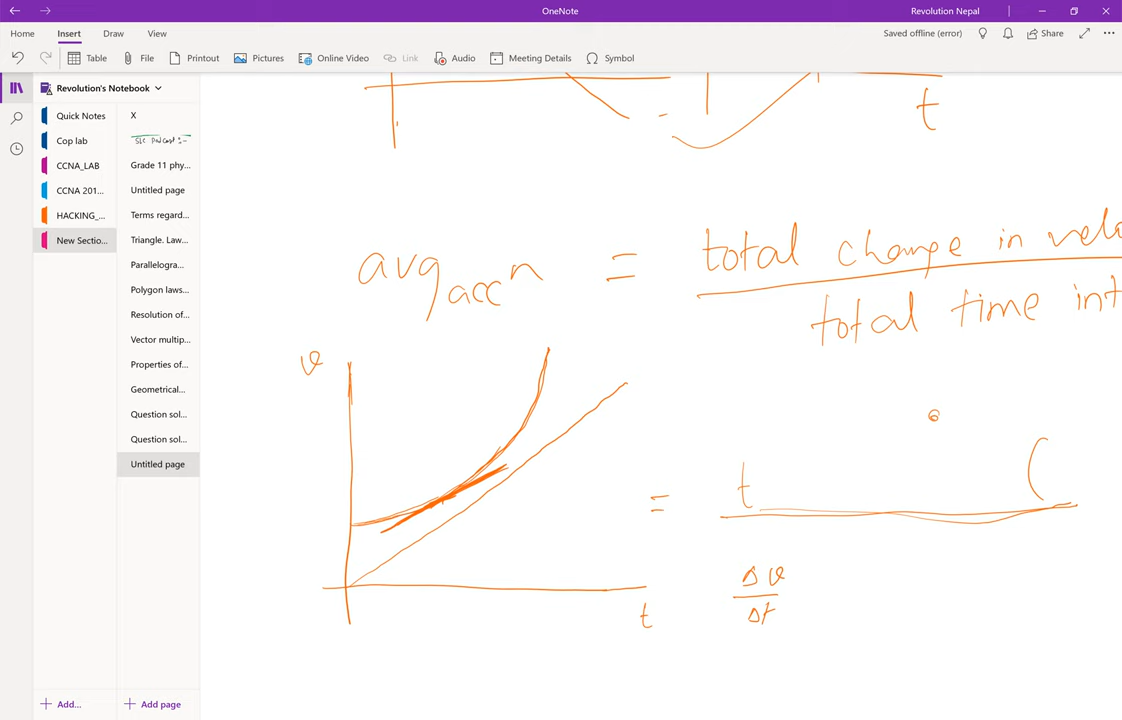 OneNote
Revolution Nepal
Home Insert Draw View
Saved offline (error) Share
Table File Printout Pictures Online Video Link Audio Meeting Details Symbol
Revolution's Notebook
Quick Notes
Cop lab
CCNA_LAB
CCNA 201...
HACKING_...
New Sectio...
X
Grade 11 phy...
Untitled page
Terms regard...
Triangle. Law...
Parallelogra...
Polygon laws...
Resolution of...
Vector multip...
Properties of...
Geometrical...
Question sol...
Question sol...
Untitled page
Add...
Add page
t
avg accn = total change in velo
total time int
v
t
= t (
Δv
Δt